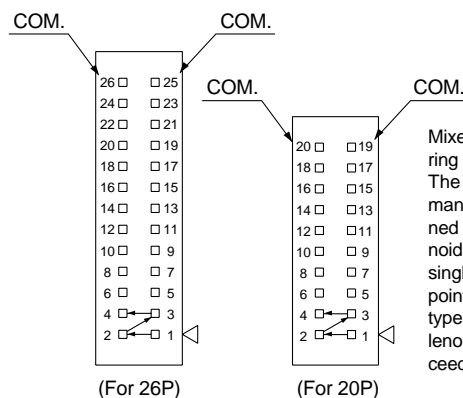 COM. COM.
26 25
24 23
22 21
20 19
18 17
16 15
14 13
12 11
10 9
8 7
6 5
4 3
2 1
(For 26P)
COM. COM.
20 19
18 17
16 15
14 13
12 11
10 9
8 7
6 5
4 3
2 1
(For 20P)
Mixe
ring
The
man
ned
noid
singl
point
type
leno
ceed